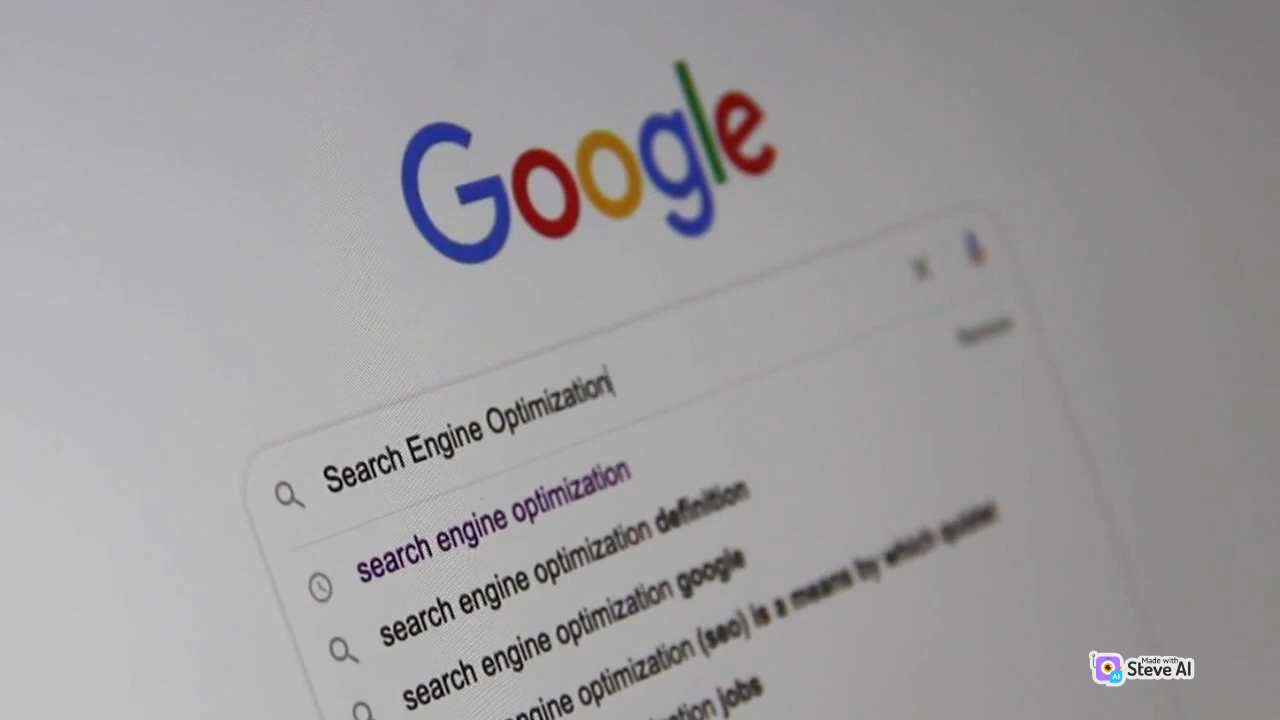 Google
Search Engine Optimization
search engine optimization
search engine optimization definition
search engine optimization google
engine optimization (seo) is a means by which
jobs
Made with
Steve AI
AI